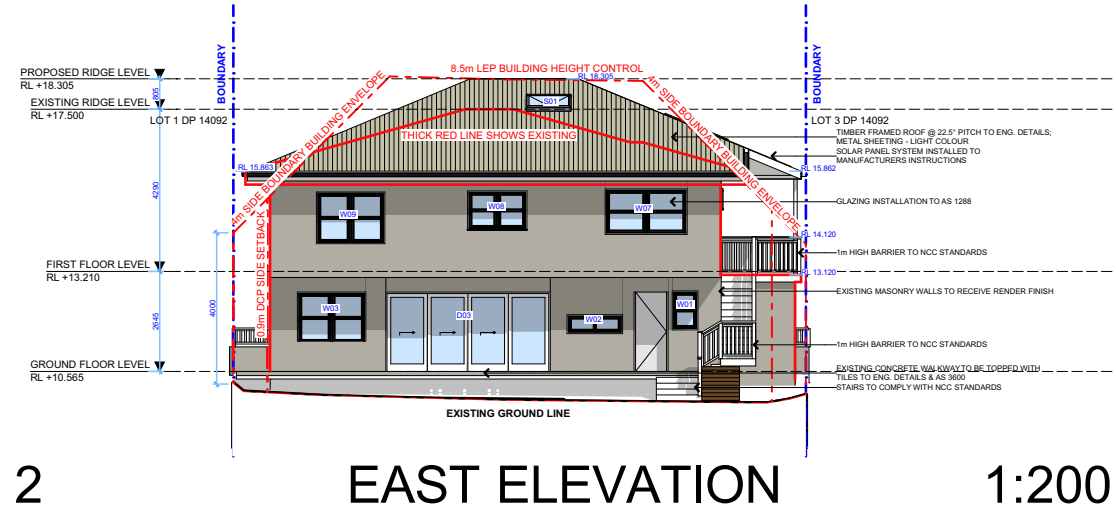 BOUNDARY
BOUNDARY
8.5m LEP BUILDING HEIGHT CONTROL
PROPOSED RIDGE LEVEL
RL +18.305
RL 18.305
805
EXISTING RIDGE LEVEL
RL +17.500
S01
LOT 1 DP 14092
LOT 3 DP 14092
4m SIDE BOUNDARY BUILDING ENVELOPE
4m SIDE BOUNDARY BUILDING ENVELOPE
THICK RED LINE SHOWS EXISTING
TIMBER FRAMED ROOF @ 22.5° PITCH TO ENG. DETAILS;
METAL SHEETING - LIGHT COLOUR
SOLAR PANEL SYSTEM INSTALLED TO
MANUFACTURERS INSTRUCTIONS
RL 15.863
RL 15.862
4290
W09
W08
W07
GLAZING INSTALLATION TO AS 1288
0.9m DCP SIDE SETBACK
RL 14.120
1m HIGH BARRIER TO NCC STANDARDS
FIRST FLOOR LEVEL
RL +13.210
RL 13.120
4000
2645
EXISTING MASONRY WALLS TO RECEIVE RENDER FINISH
W03
D03
W02
W01
1m HIGH BARRIER TO NCC STANDARDS
GROUND FLOOR LEVEL
RL +10.565
EXISTING CONCRETE WALKWAY TO BE TOPPED WITH
TILES TO ENG. DETAILS & AS 3600
STAIRS TO COMPLY WITH NCC STANDARDS
EXISTING GROUND LINE
2
EAST ELEVATION
1:200